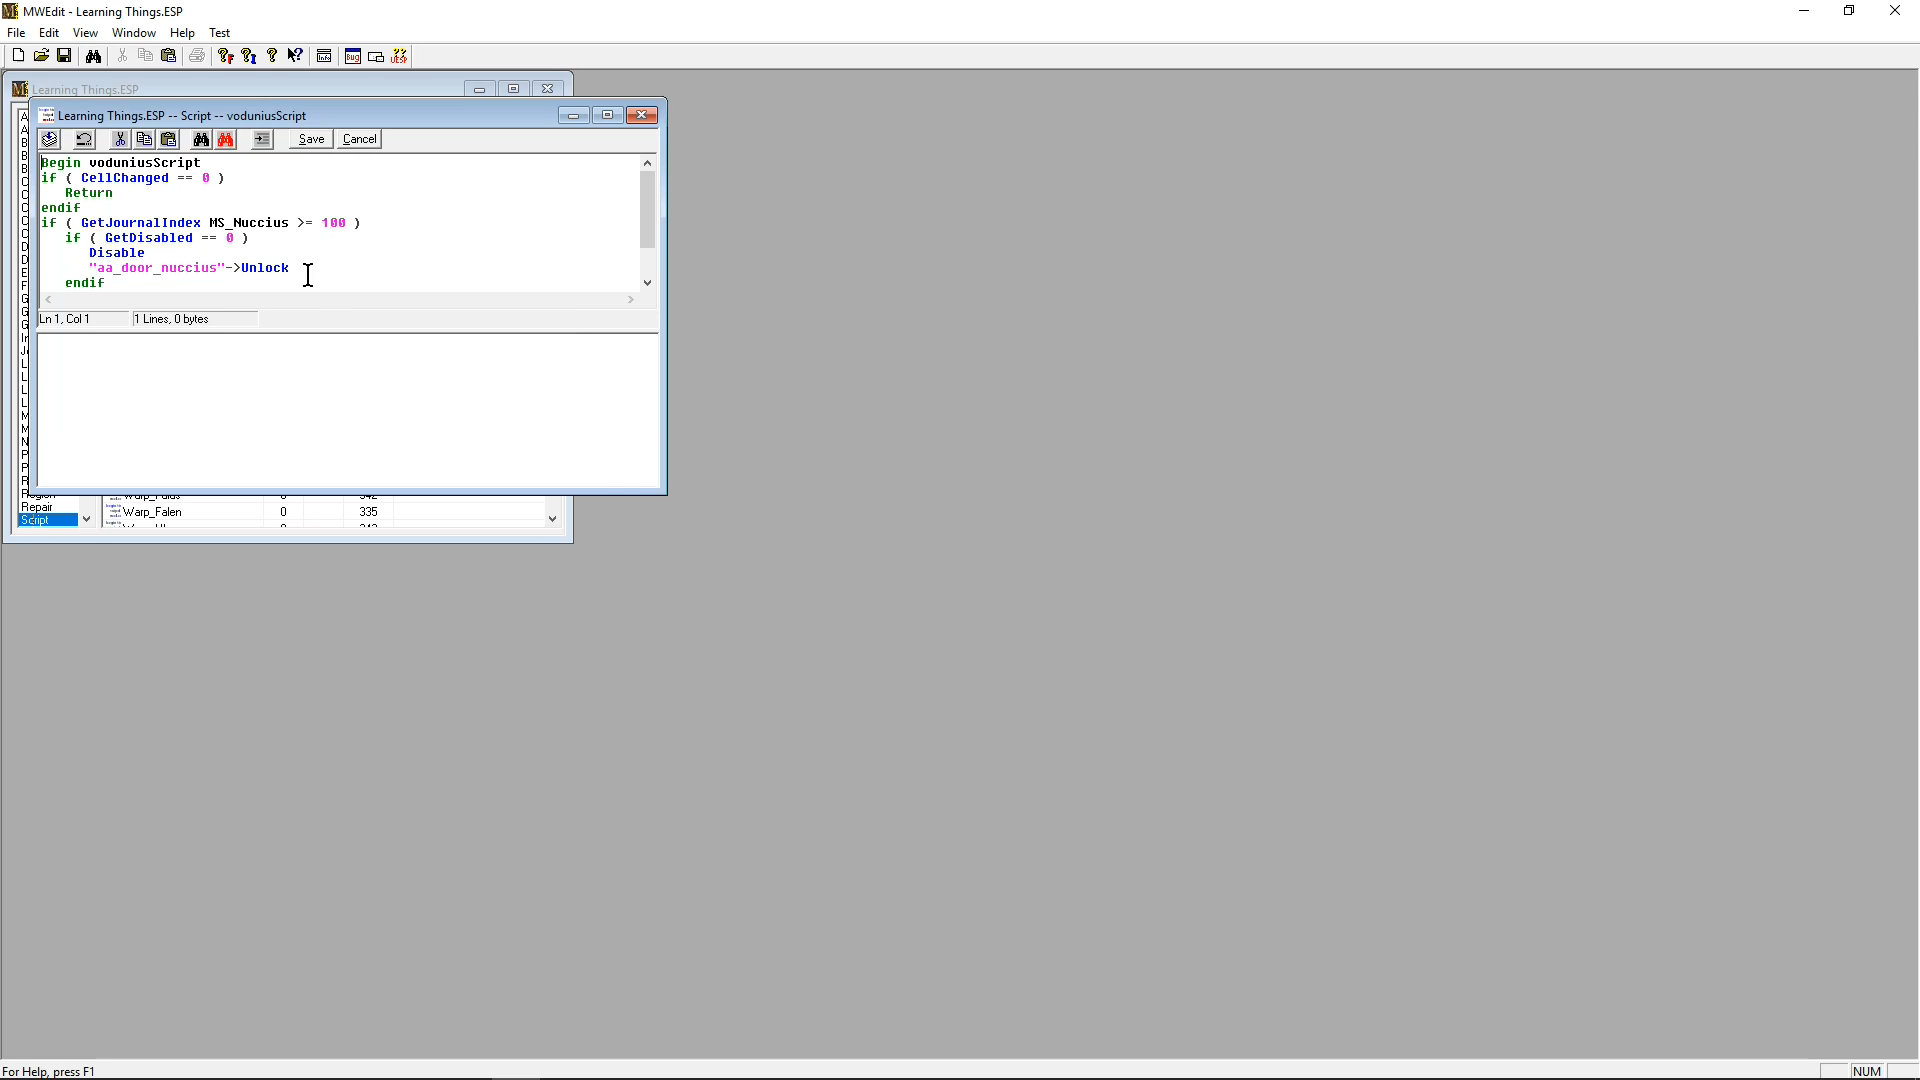 MWEdit - Learning Things.ESP
File Edit View Window Help Test
Learning Things.ESP
Learning Things.ESP -- Script -- voduniusScript
Save Cancel
Begin voduniusScript
if ( CellChanged == 0 )
Return
endif
if ( GetJournalIndex MS_Nuccius >= 100 )
if ( GetDisabled == 0 )
Disable
"aa_door_nuccius"->Unlock
endif
Ln 1, Col 1 1 Lines, 0 bytes
Repair Warp_Falen 0 335
Script
For Help, press F1 NUM